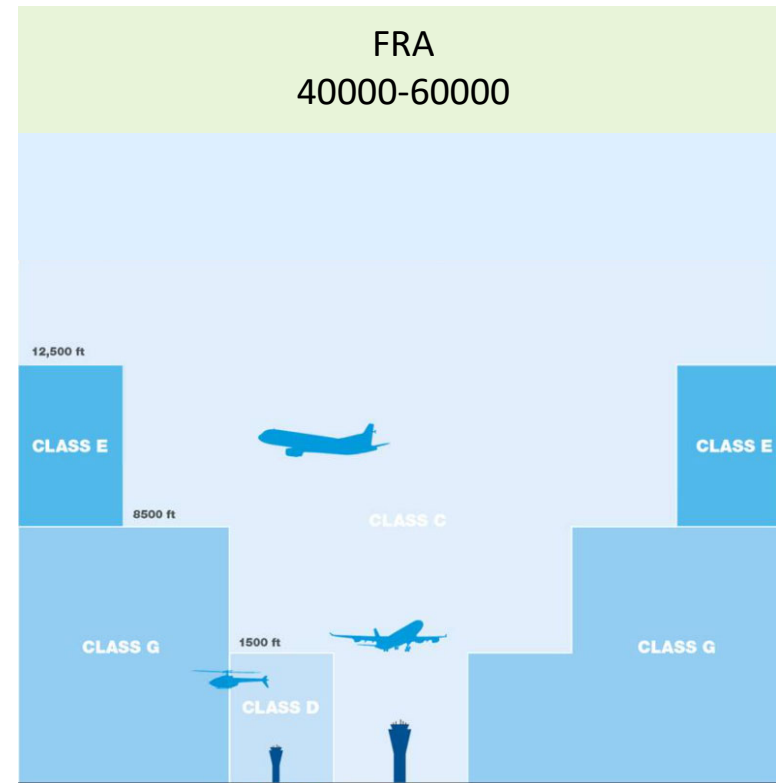 FRA
40000-60000
12,500 ft
CLASS E
CLASS E
8500 ft
CLASS C
CLASS G
1500 ft
CLASS G
CLASS D